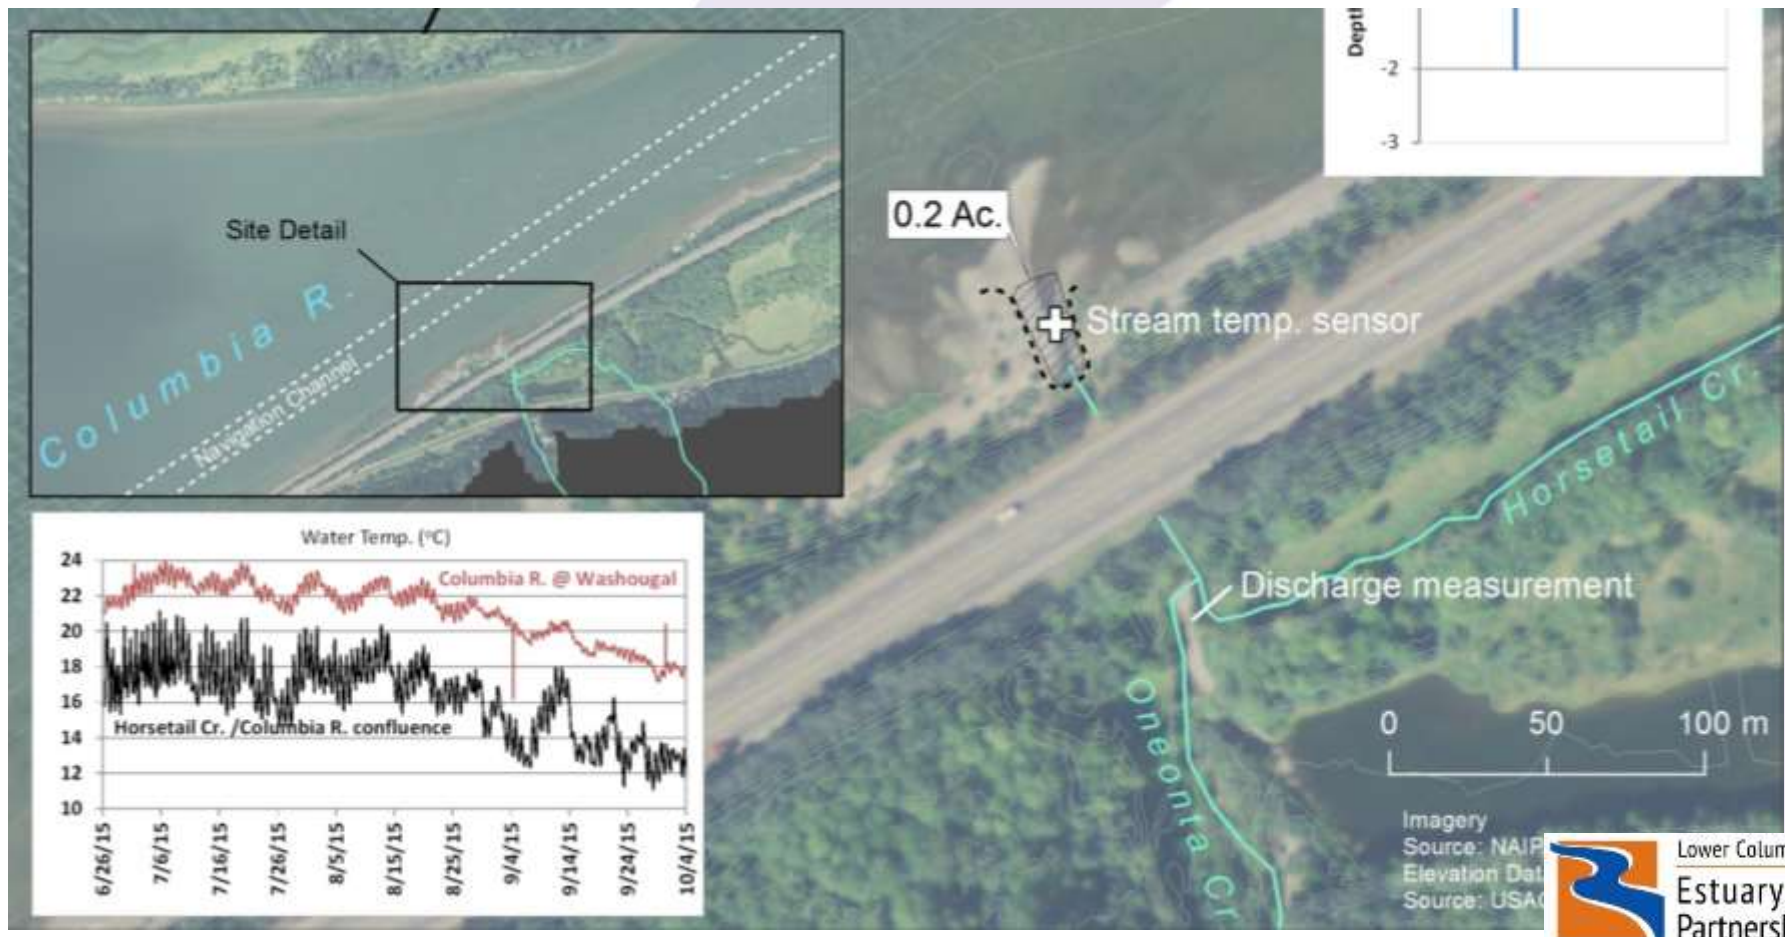 Depth
-2
-3
Site Detail
Columbia R.
Navigation Channel
0.2 Ac.
Stream temp. sensor
Horsetail Cr.
Discharge measurement
Oneonta Cr
0 50 100 m
Water Temp. (°C)
24
22
20
18
16
14
12
10
Columbia R. @ Washougal
Horsetail Cr. /Columbia R. confluence
6/26/15
7/6/15
7/16/15
7/26/15
8/5/15
8/15/15
8/25/15
9/4/15
9/14/15
9/24/15
10/4/15
Imagery
Source: NAIP
Elevation Dat
Source: USAC
Lower Colum
Estuary
Partnersh